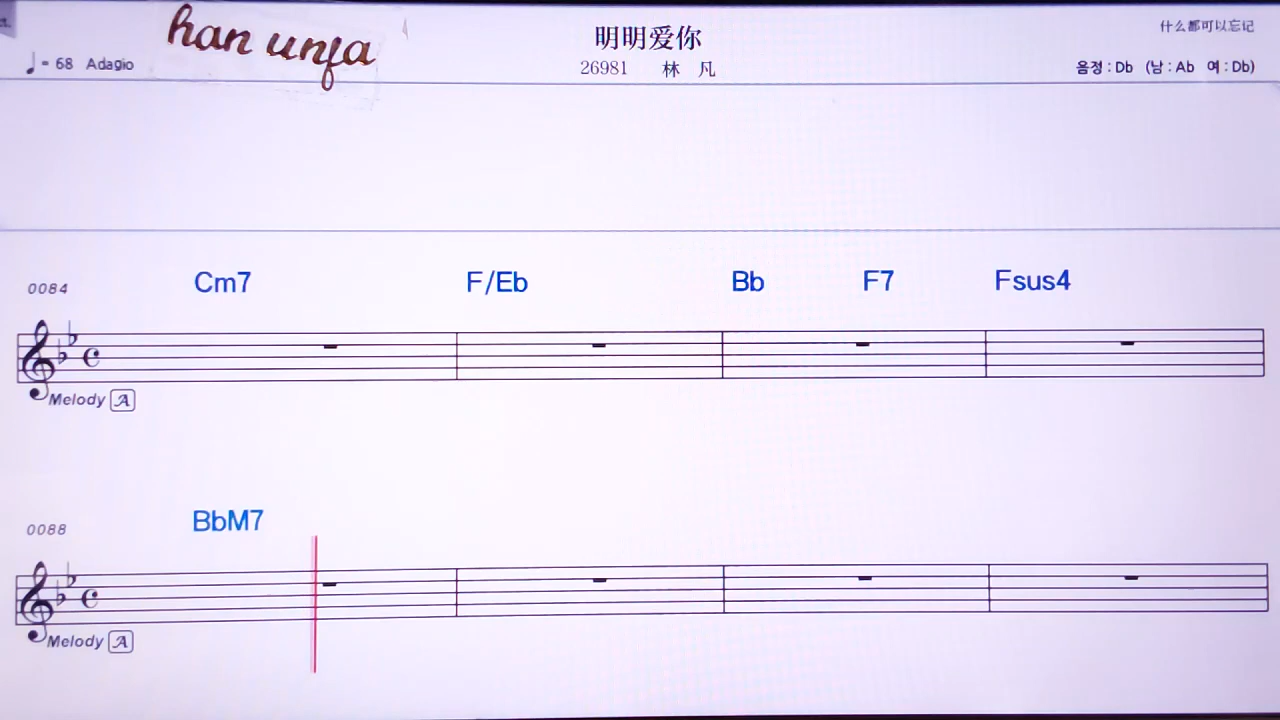 han unfa
明明爱你
什么都可以忘记
♩= 68 Adagio
26981 林 凡
음정 : Db (남 : Ab 여 : Db)
Cm7 F/Eb Bb F7 Fsus4
0084
Melody A
BbM7
0088
Melody A